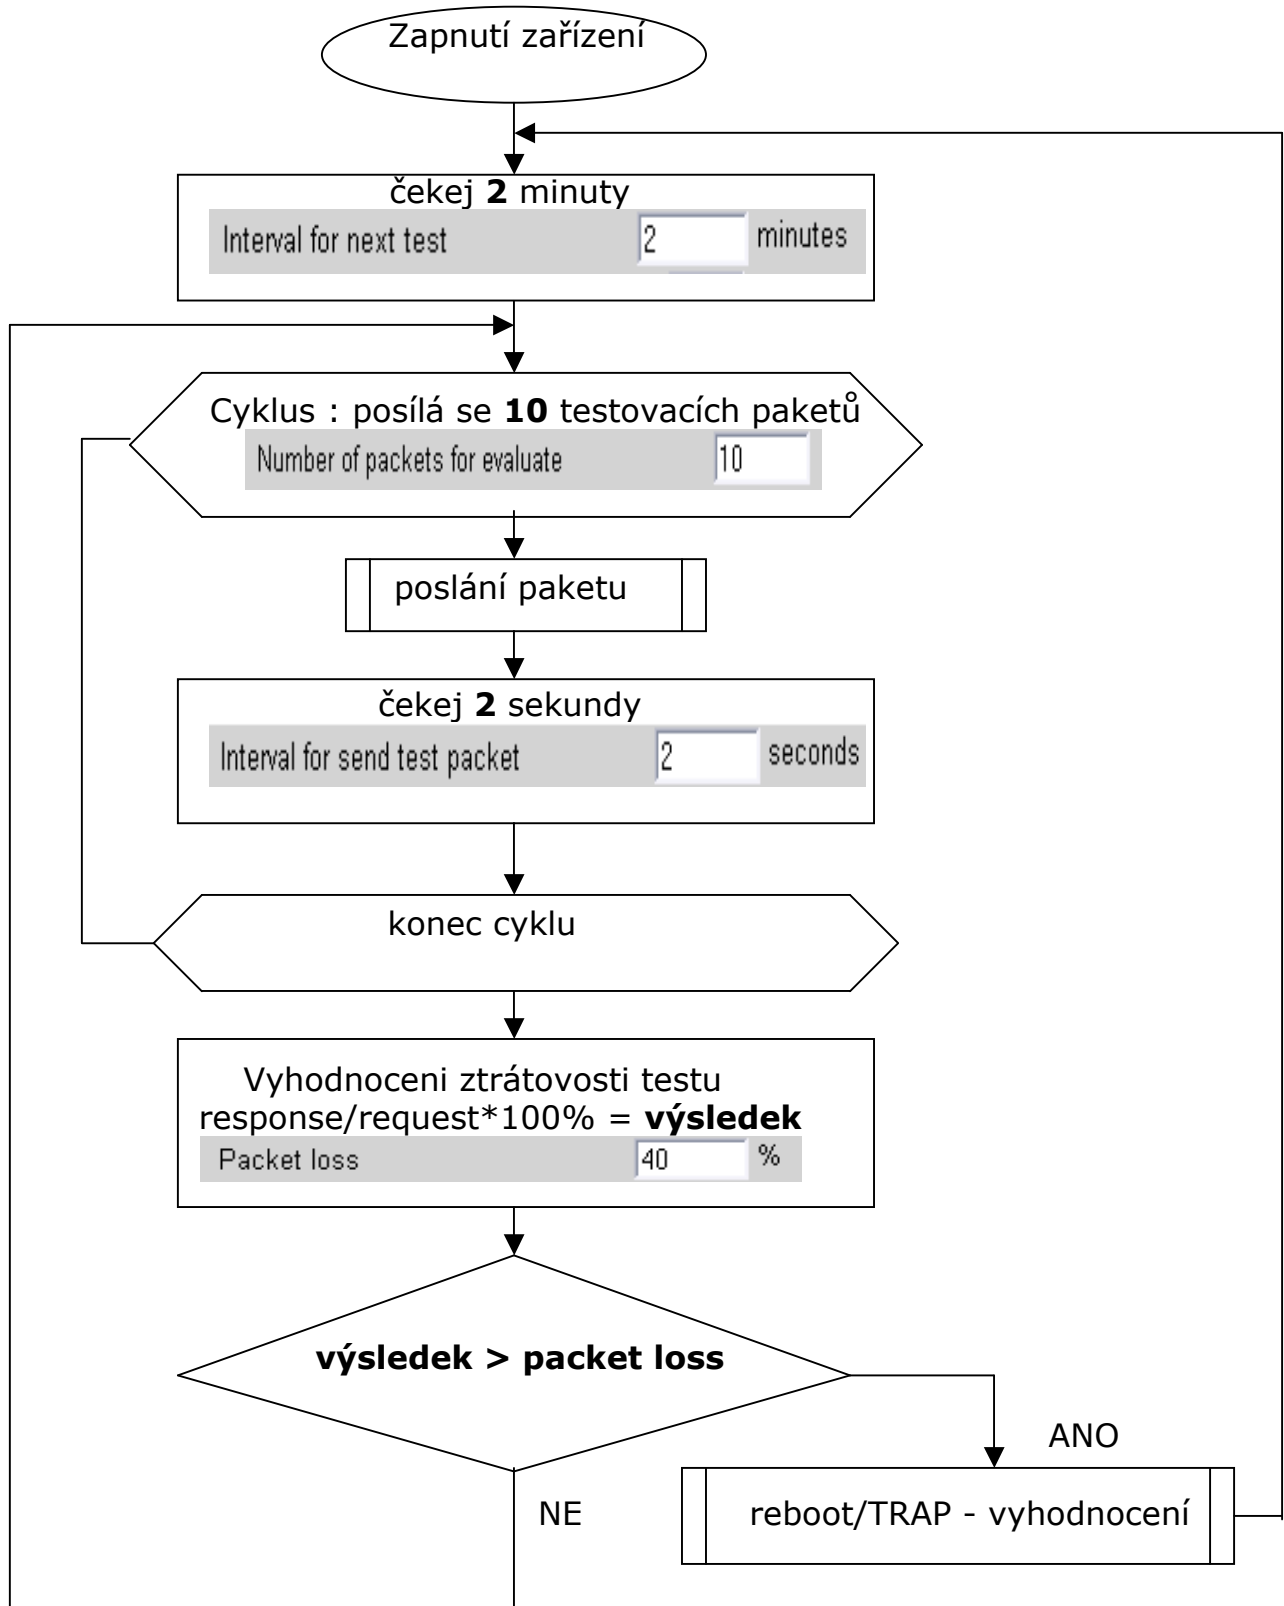 Zapnutí zařízení
čekej 2 minuty
Interval for next test 2 minutes
Cyklus : posílá se 10 testovacích paketů
Number of packets for evaluate 10
poslání paketu
čekej 2 sekundy
Interval for send test packet 2 seconds
konec cyklu
Vyhodnoceni ztrátovosti testu
response/request*100% = výsledek
Packet loss 40 %
výsledek > packet loss
ANO
NE
reboot/TRAP - vyhodnocení